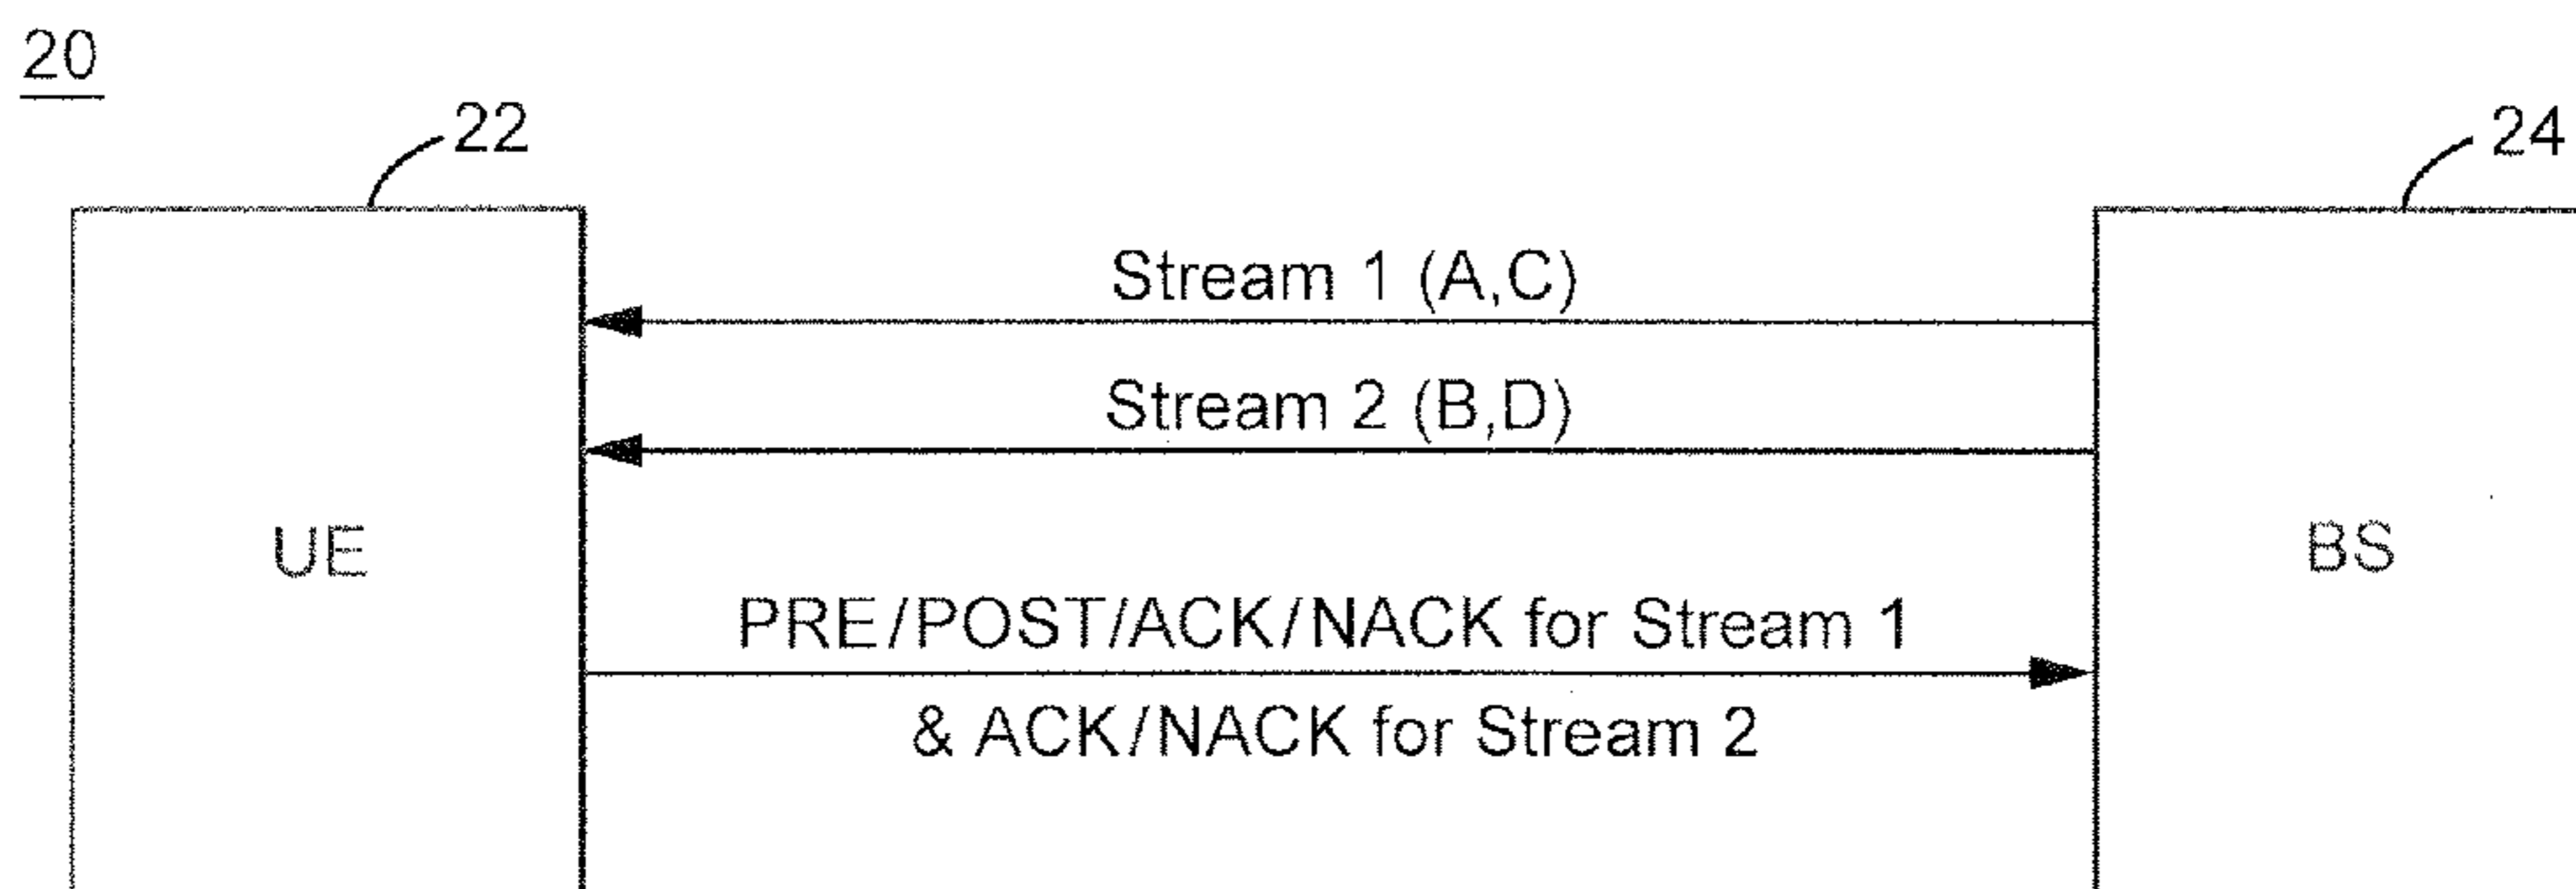 20
22
24
Stream 1 (A,C)
Stream 2 (B,D)
UE
BS
PRE/POST/ACK/NACK for Stream 1
& ACK/NACK for Stream 2